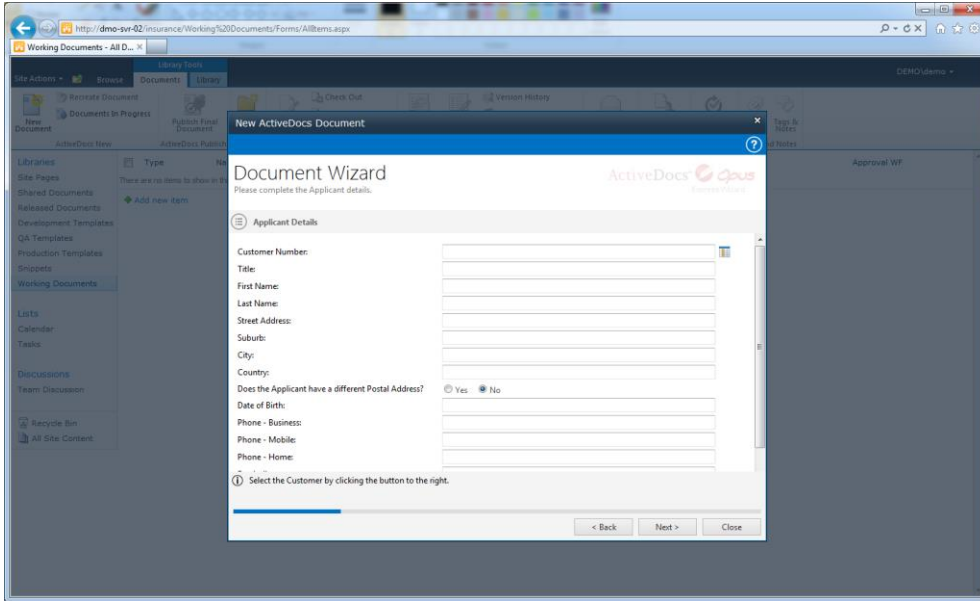 http://dmo-svr-02/insurance/Working%20Documents/Forms/AllItems.aspx
Working Documents - All D...
Library Tools
Site Actions
Browse
Documents
Library
DEMO\demo
New Document
Recreate Document
Documents In Progress
Publish Final Document
Check Out
Version History
Tags & Notes
ActiveDocs New
ActiveDocs Publish
New ActiveDocs Document
Libraries
Site Pages
Shared Documents
Released Documents
Development Templates
QA Templates
Production Templates
Snippets
Working Documents
Lists
Calendar
Tasks
Discussions
Team Discussion
Recycle Bin
All Site Content
Type
Na
Approval WF
There are no items to show in th
Add new item
Document Wizard
Please complete the Applicant details.
ActiveDocs Opus
Applicant Details
Customer Number:
Title:
First Name:
Last Name:
Street Address:
Suburb:
City:
Country:
Does the Applicant have a different Postal Address? Yes No
Date of Birth:
Phone - Business:
Phone - Mobile:
Phone - Home:
Select the Customer by clicking the button to the right.
< Back
Next >
Close